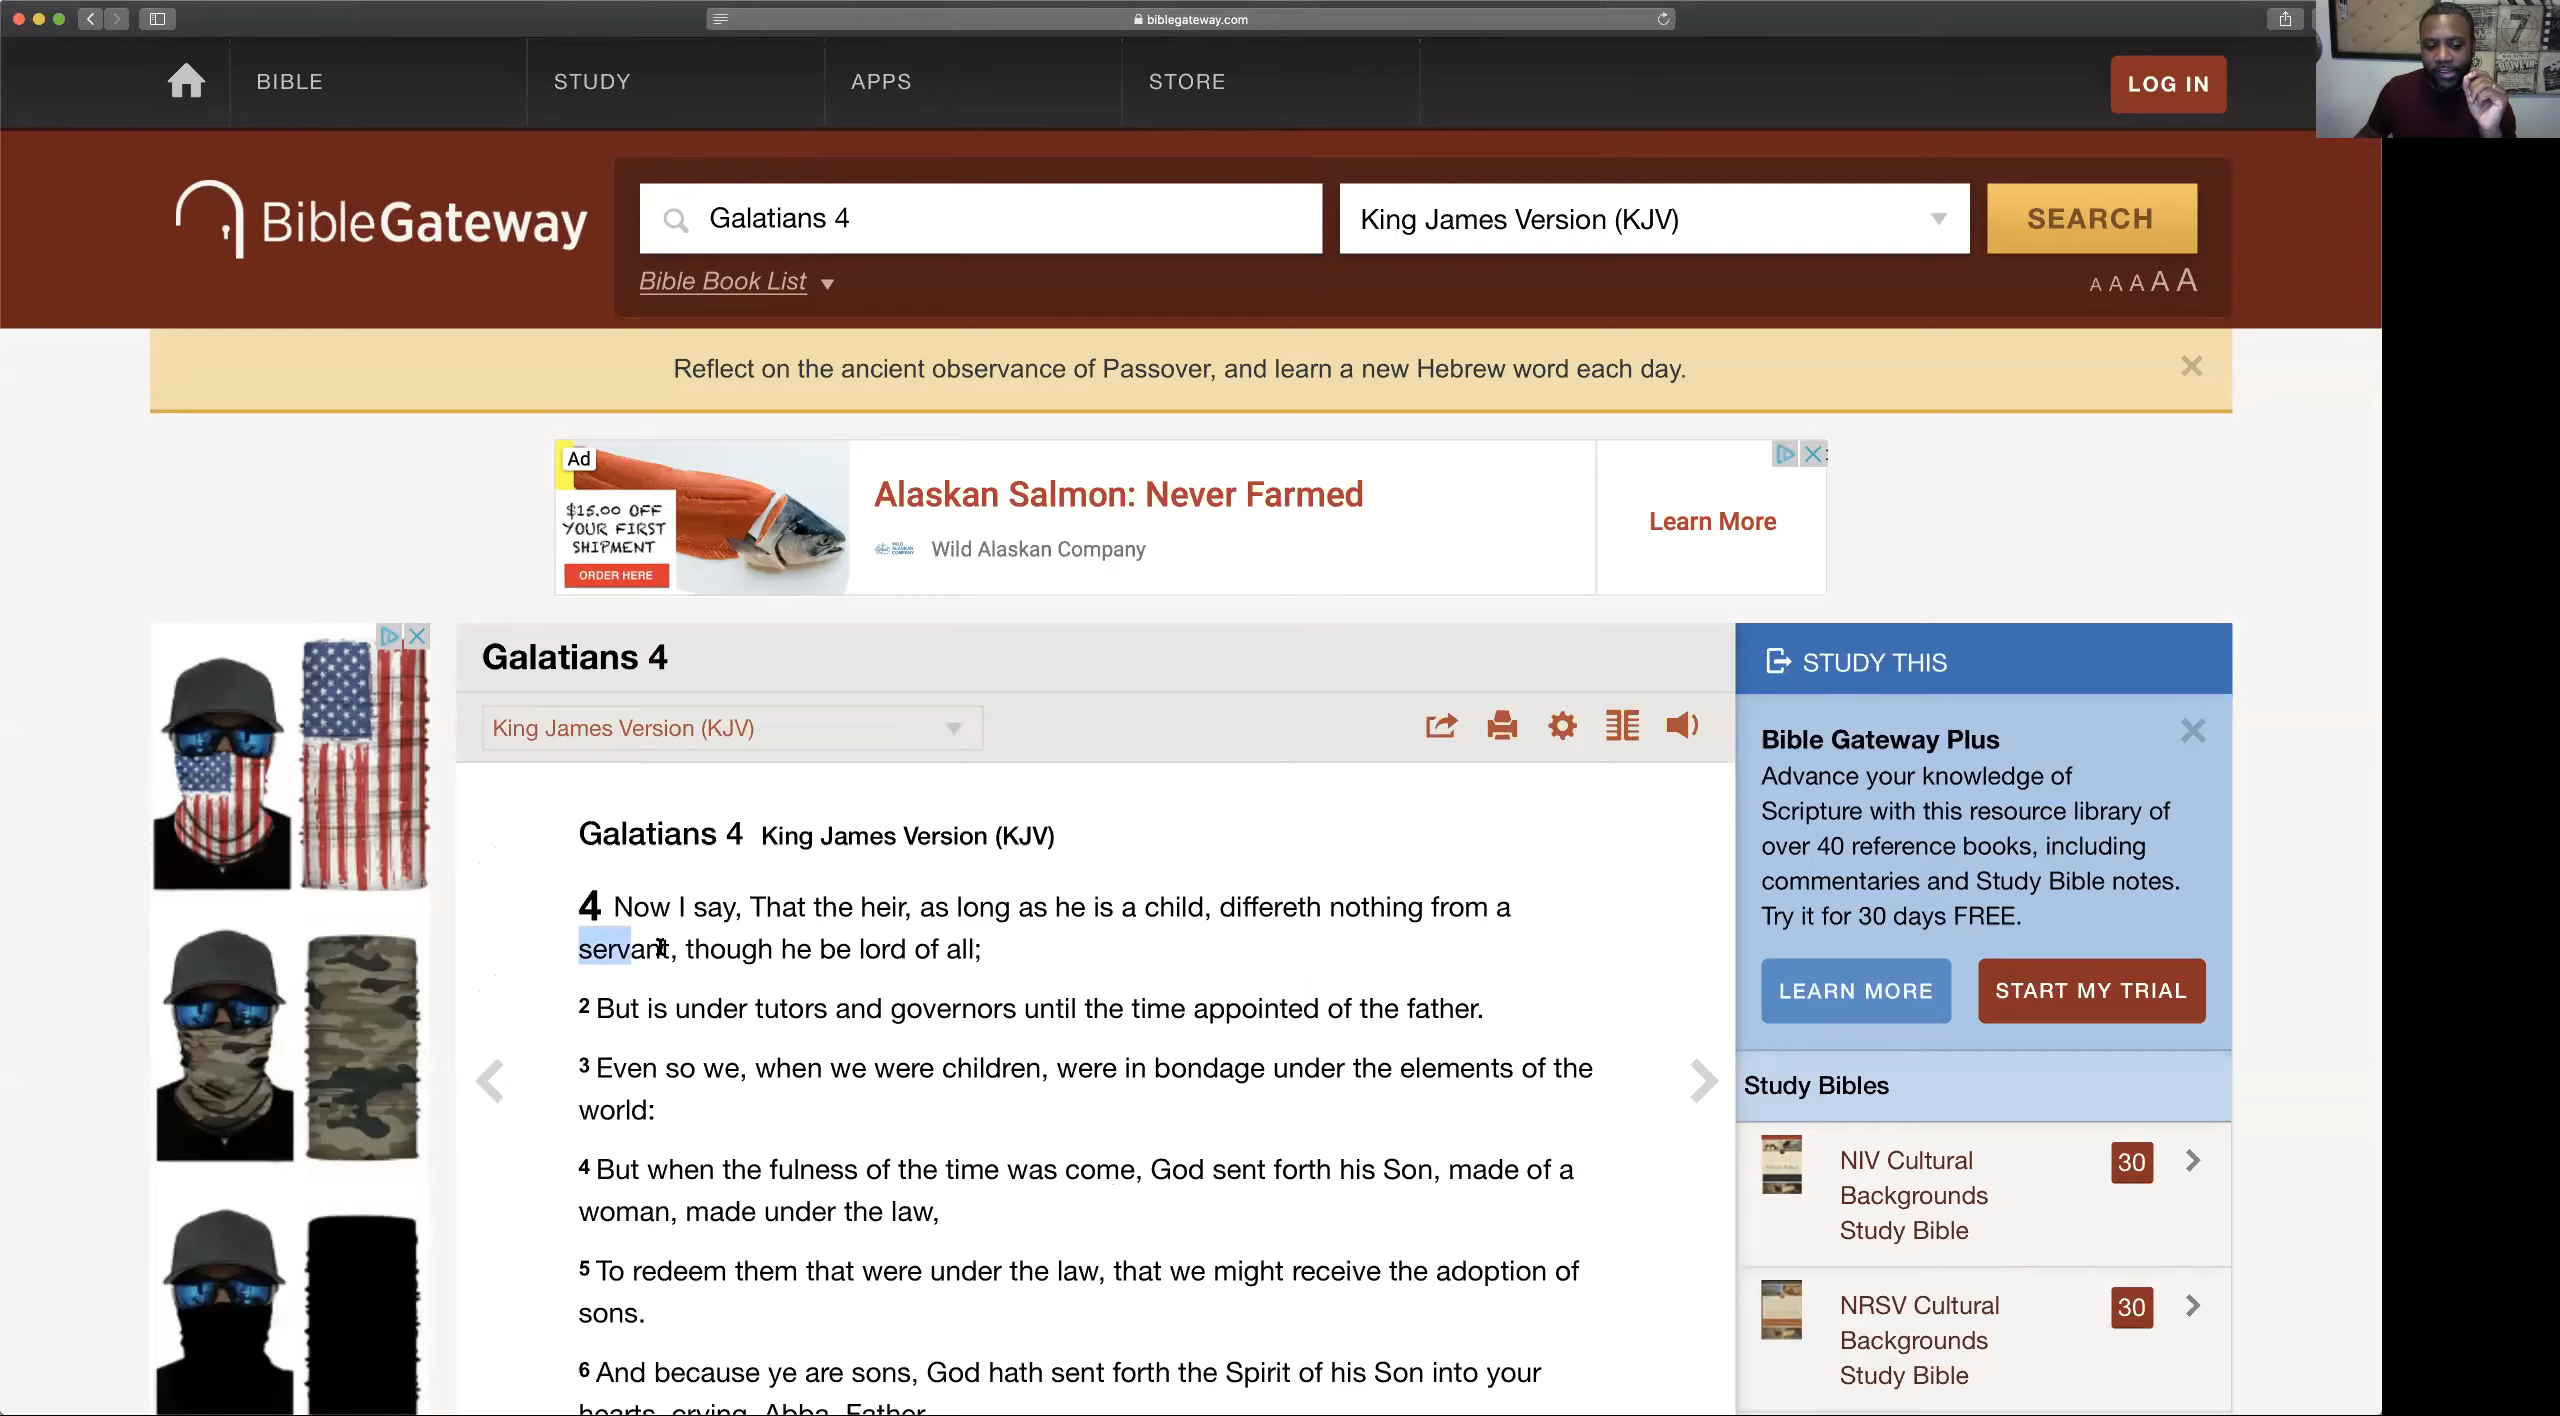 biblegateway.com
BIBLE
STUDY
APPS
STORE
LOG IN
BibleGateway
Galatians 4
King James Version (KJV)
SEARCH
Bible Book List
A A A A A
Reflect on the ancient observance of Passover, and learn a new Hebrew word each day.
Ad
$15.00 OFF
YOUR FIRST
SHIPMENT
ORDER HERE
Alaskan Salmon: Never Farmed
WILD
ALASKAN
COMPANY
Wild Alaskan Company
Learn More
Galatians 4
King James Version (KJV)
Galatians 4 King James Version (KJV)
4 Now I say, That the heir, as long as he is a child, differeth nothing from a
servant, though he be lord of all;
2 But is under tutors and governors until the time appointed of the father.
3 Even so we, when we were children, were in bondage under the elements of the
world:
4 But when the fulness of the time was come, God sent forth his Son, made of a
woman, made under the law,
5 To redeem them that were under the law, that we might receive the adoption of
sons.
6 And because ye are sons, God hath sent forth the Spirit of his Son into your
hearts, crying, Abba, Father.
STUDY THIS
Bible Gateway Plus
Advance your knowledge of
Scripture with this resource library of
over 40 reference books, including
commentaries and Study Bible notes.
Try it for 30 days FREE.
LEARN MORE
START MY TRIAL
Study Bibles
NIV Cultural
Backgrounds
Study Bible
30
NRSV Cultural
Backgrounds
Study Bible
30